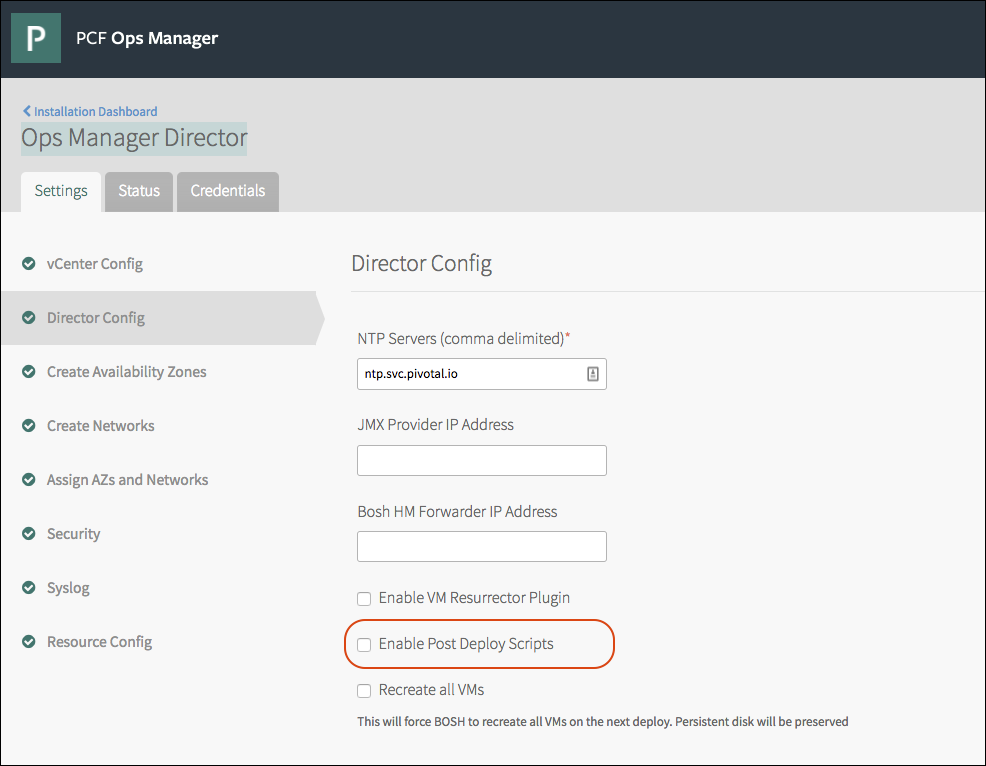 P
PCF Ops Manager
Installation Dashboard
Ops Manager Director
Settings
Status
Credentials
vCenter Config
Director Config
Create Availability Zones
Create Networks
Assign AZs and Networks
Security
Syslog
Resource Config
Director Config
NTP Servers (comma delimited)*
ntp.svc.pivotal.io
JMX Provider IP Address
Bosh HM Forwarder IP Address
Enable VM Resurrector Plugin
Enable Post Deploy Scripts
Recreate all VMs
This will force BOSH to recreate all VMs on the next deploy. Persistent disk will be preserved